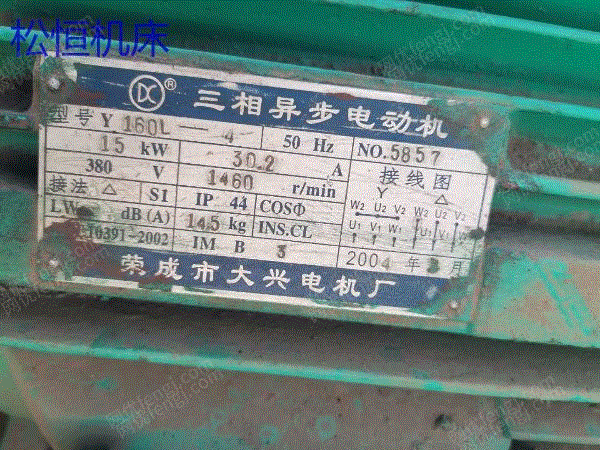 松恒机床
DC ® 三相异步电动机
型号 Y 160L — 4 50 Hz NO.5857
15 kW 30.2 A 接线图
380 V 1460 r/min Y △
接法 △ S1 IP 44 COSΦ W2 U2 V2 W2 U2 V2
LW dB (A) 145 kg INS.CL U1 V1 W1 U1 V1 W1
10391-2002 IM B 3 2004 年 月
荣成市大兴电机厂